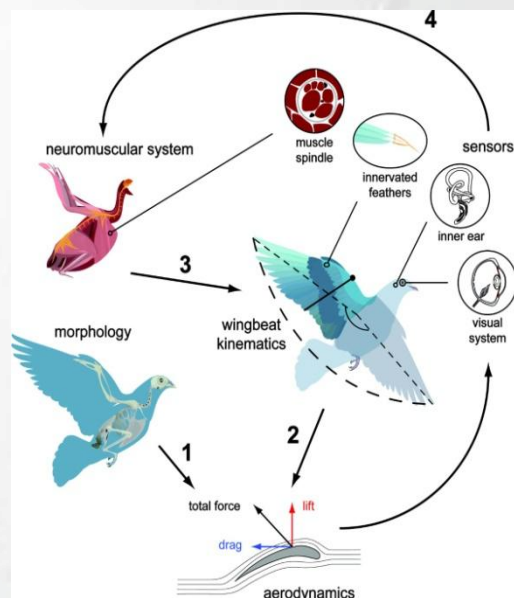 4
neuromuscular system
muscle
spindle
sensors
innervated
feathers
inner ear
3
morphology
wingbeat
kinematics
visual
system
1
2
total force
lift
drag
aerodynamics